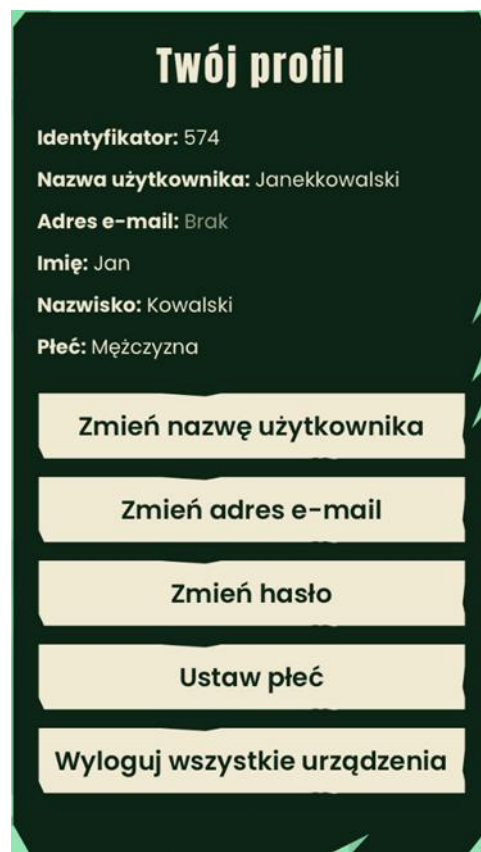 Twój profil
Identyfikator: 574
Nazwa użytkownika: Janekkowalski
Adres e-mail: Brak
Imię: Jan
Nazwisko: Kowalski
Płeć: Mężczyzna
Zmień nazwę użytkownika
Zmień adres e-mail
Zmień hasło
Ustaw płeć
Wyloguj wszystkie urządzenia